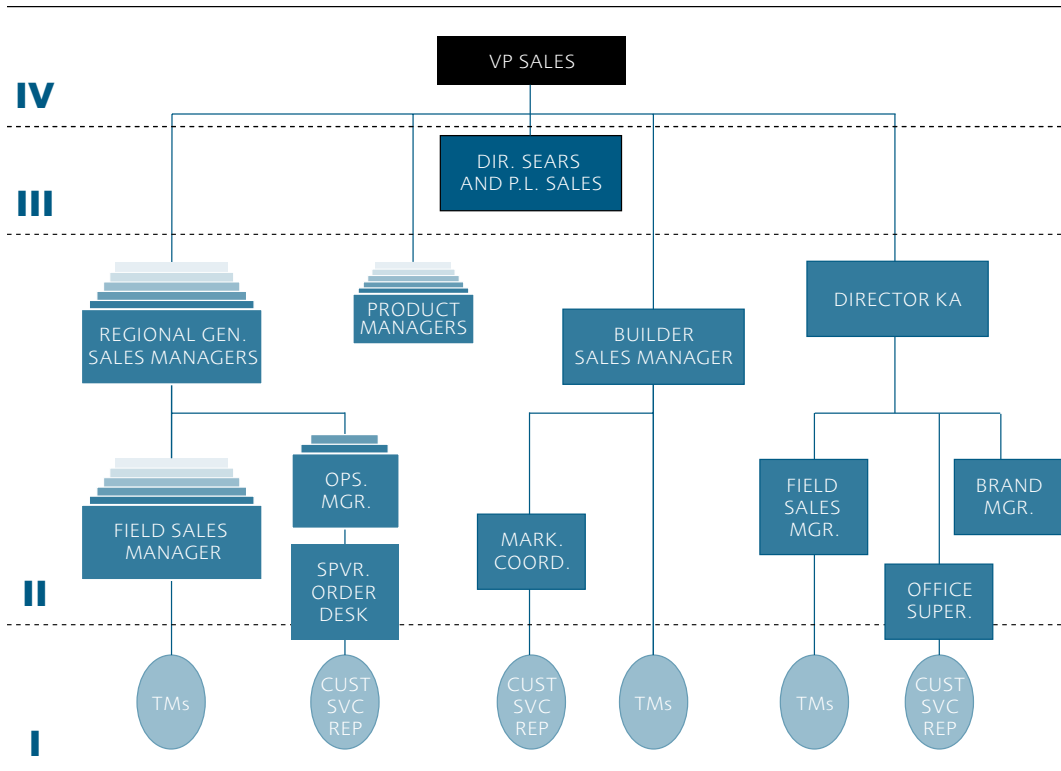 VP SALES
IV
DIR. SEARS
AND P.L. SALES
III
REGIONAL GEN.
SALES MANAGERS
PRODUCT
MANAGERS
BUILDER
SALES MANAGER
DIRECTOR KA
FIELD SALES
MANAGER
OPS.
MGR.
SPVR.
ORDER
DESK
MARK.
COORD.
FIELD
SALES
MGR.
BRAND
MGR.
OFFICE
SUPER.
II
TMs
CUST
SVC
REP
CUST
SVC
REP
TMs
TMs
CUST
SVC
REP
I